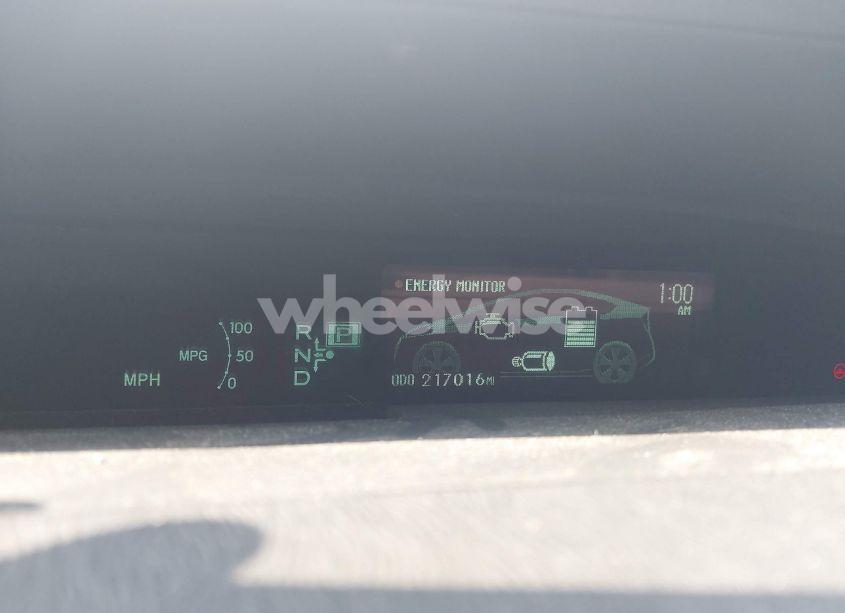 ENERGY MONITOR
1:00
AM
wheelwise
100
MPG 50
0
MPH
R P
N
D
ODO 217016MI